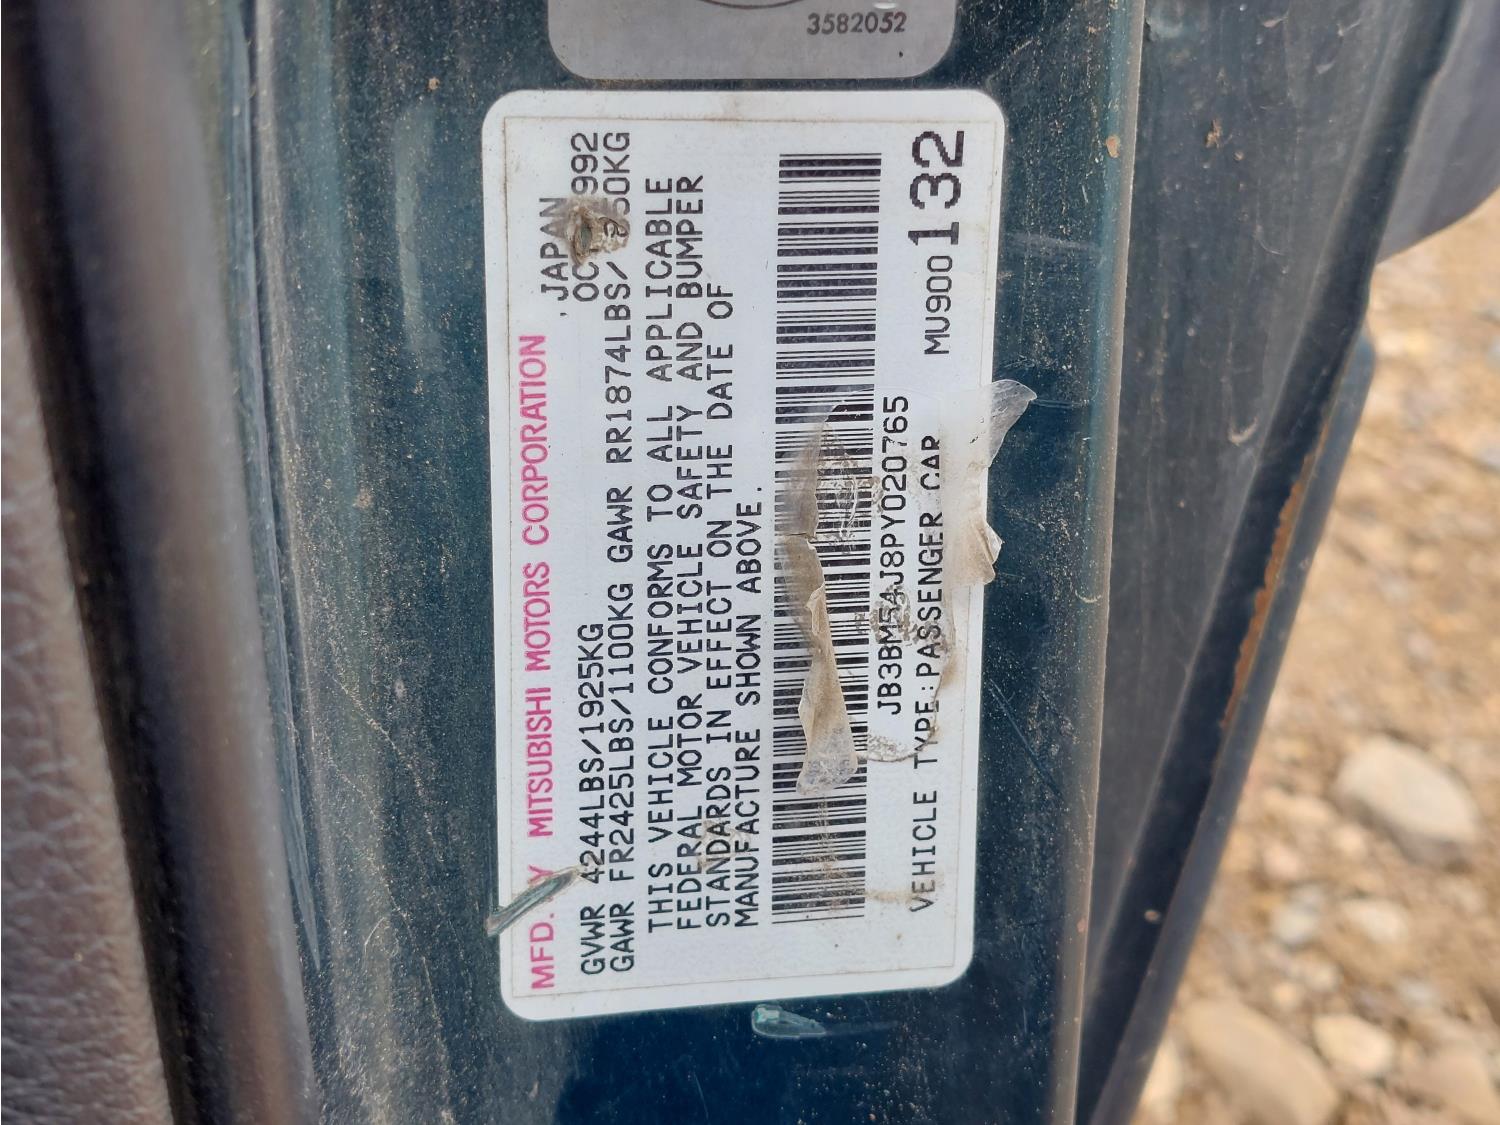 3582052
MFD. BY MITSUBISHI MOTORS CORPORATION
JAPAN
GVWR 4244LBS/1925KG
GAWR FR2425LBS/1100KG GAWR RR1874LBS/
THIS VEHICLE CONFORMS TO ALL APPLICABLE
FEDERAL MOTOR VEHICLE SAFETY AND BUMPER
STANDARDS IN EFFECT ON THE DATE OF
MANUFACTURE SHOWN ABOVE.
JB3BM54J8PY020765
VEHICLE TYPE:PASSENGER CAR
MU900132